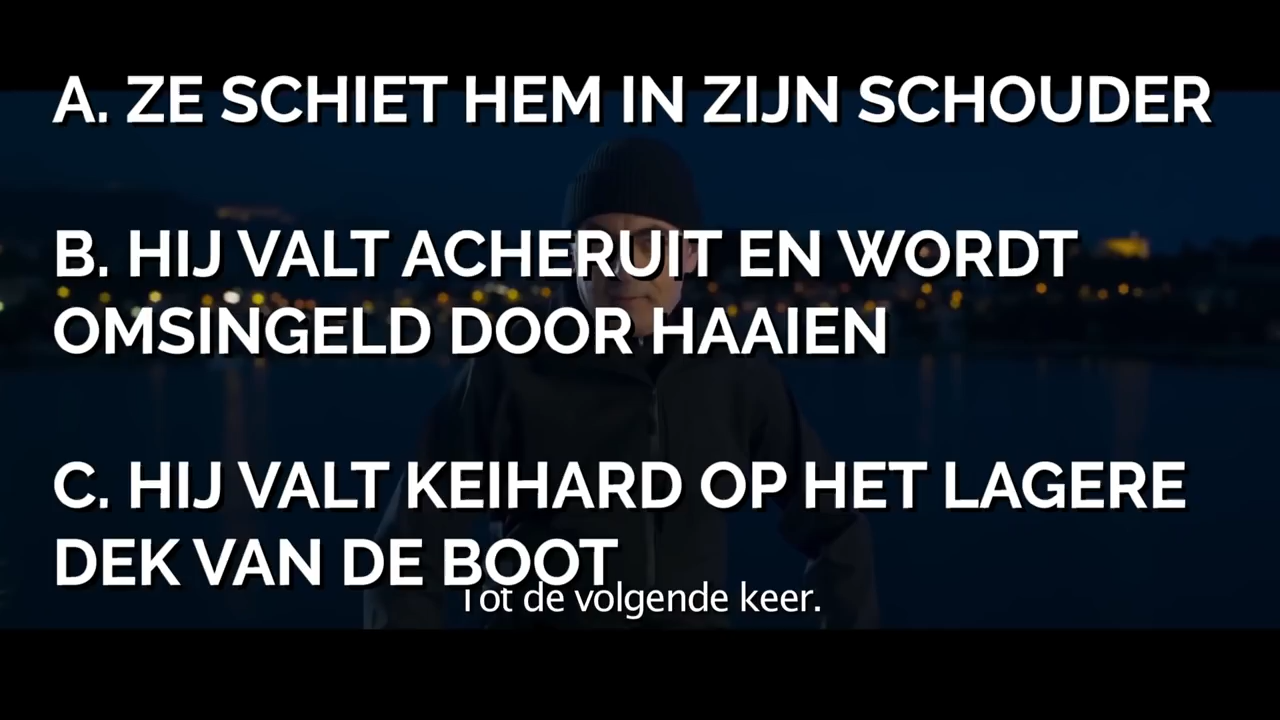 A. ZE SCHIET HEM IN ZIJN SCHOUDER
B. HIJ VALT ACHERUIT EN WORDT
OMSINGELD DOOR HAAIEN
C. HIJ VALT KEIHARD OP HET LAGERE
DEK VAN DE BOOT
Tot de volgende keer.